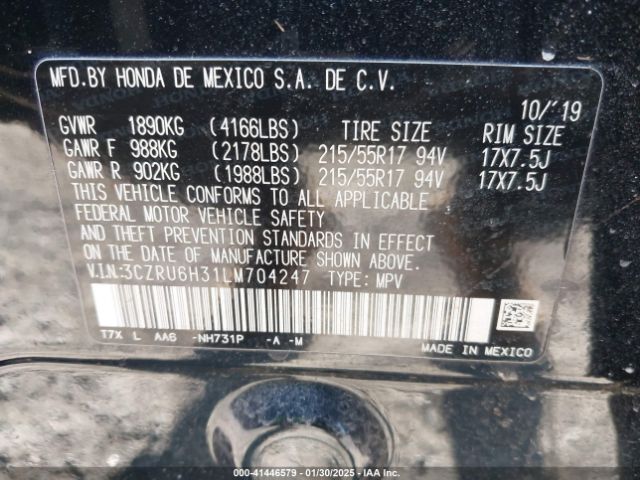 MFD.BY HONDA DE MEXICO S.A. DE C.V.
10/'19
GVWR 1890KG (4166LBS) TIRE SIZE RIM SIZE
GAWR F 988KG (2178LBS) 215/55R17 94V 17X7.5J
GAWR R 902KG (1988LBS) 215/55R17 94V 17X7.5J
THIS VEHICLE CONFORMS TO ALL APPLICABLE
FEDERAL MOTOR VEHICLE SAFETY
AND THEFT PREVENTION STANDARDS IN EFFECT
ON THE DATE OF MANUFACTURE SHOWN ABOVE.
V.I.N:3CZRU6H31LM704247 TYPE: MPV
T7X L AA6 -NH731P -A -M
MADE IN MEXICO
000-41446579 — 01/30/2025 — IAA Inc.